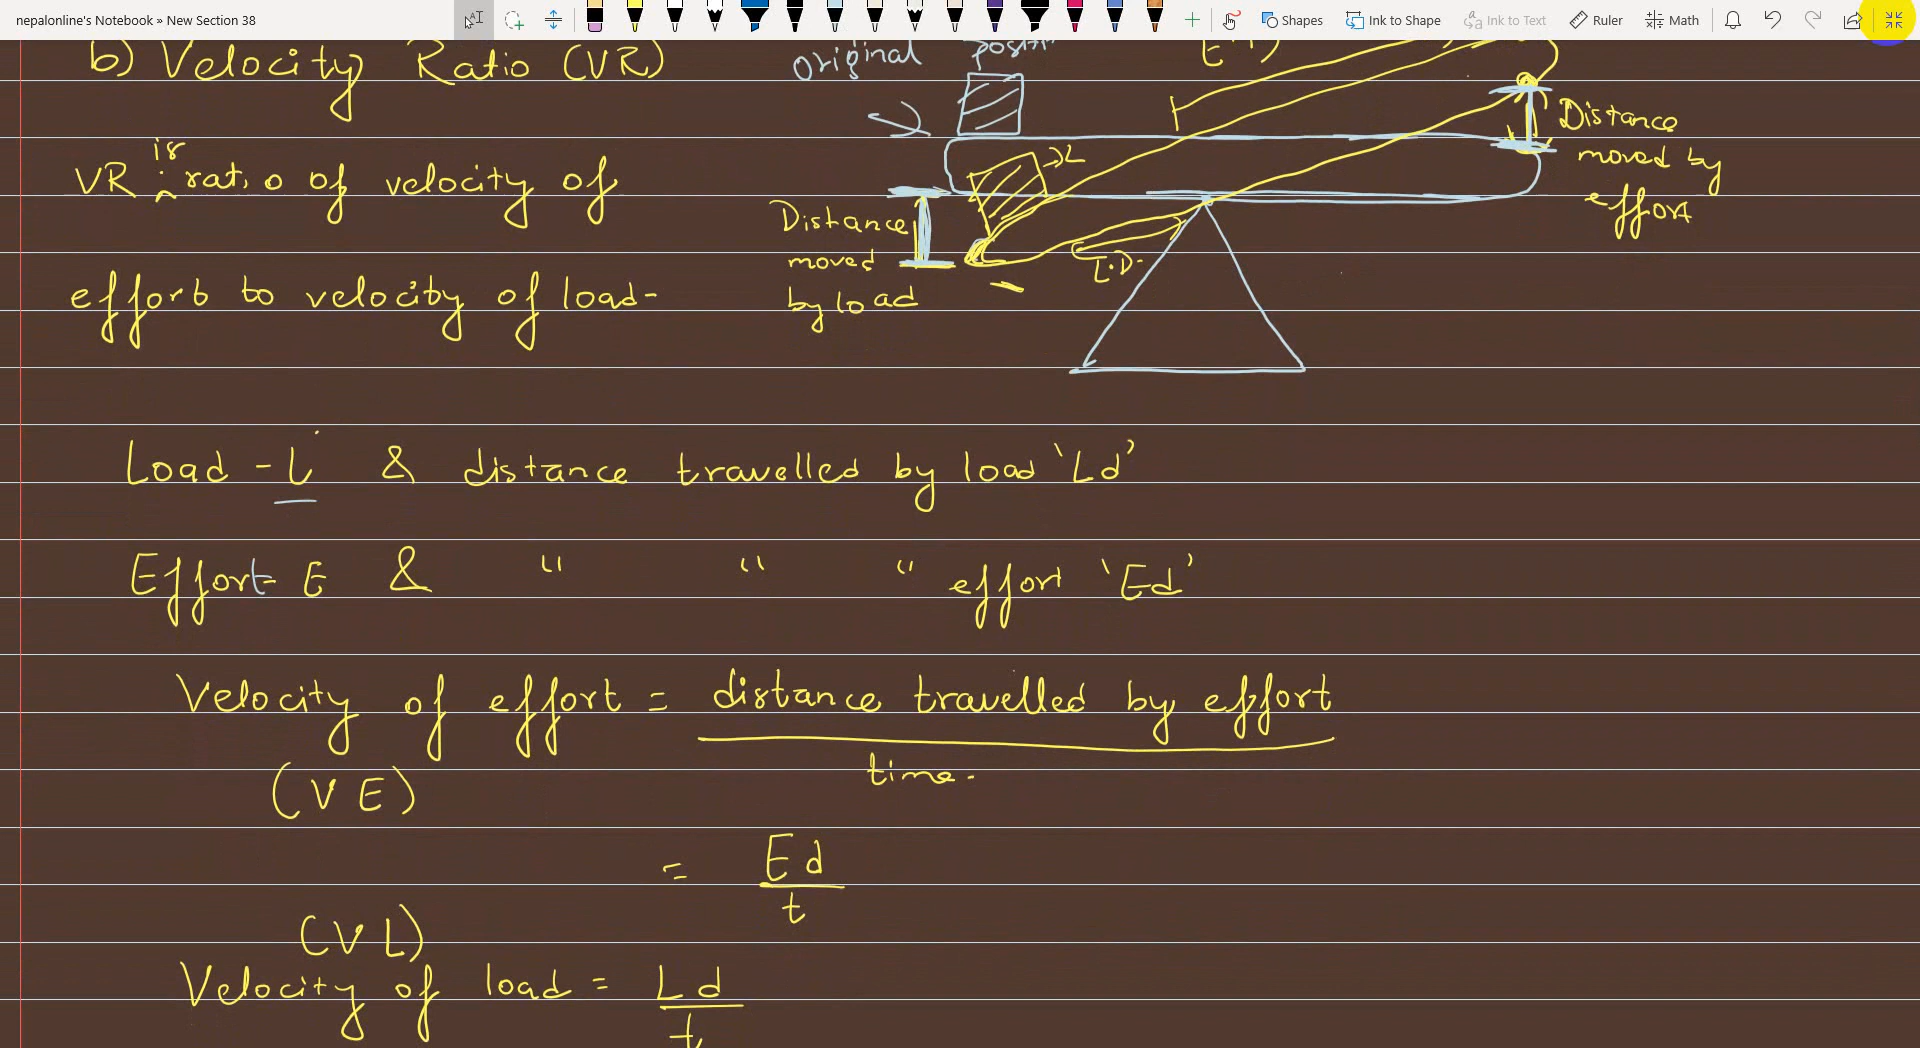 nepalonline's Notebook » New Section 38
Shapes
Ink to Shape
Ink to Text
Ruler
Math
b) Velocity Ratio (VR)
is
VR ratio of velocity of
effort to velocity of load-
Original
L
Distance
moved
by load
L.D.
Distance
moved by
effort
Load - L & distance travelled by load 'Ld'
Effort - E & " " " effort 'Ed'
Velocity of effort = distance travelled by effort
time.
(VE)
= Ed
t
(VL)
Velocity of load = Ld
t